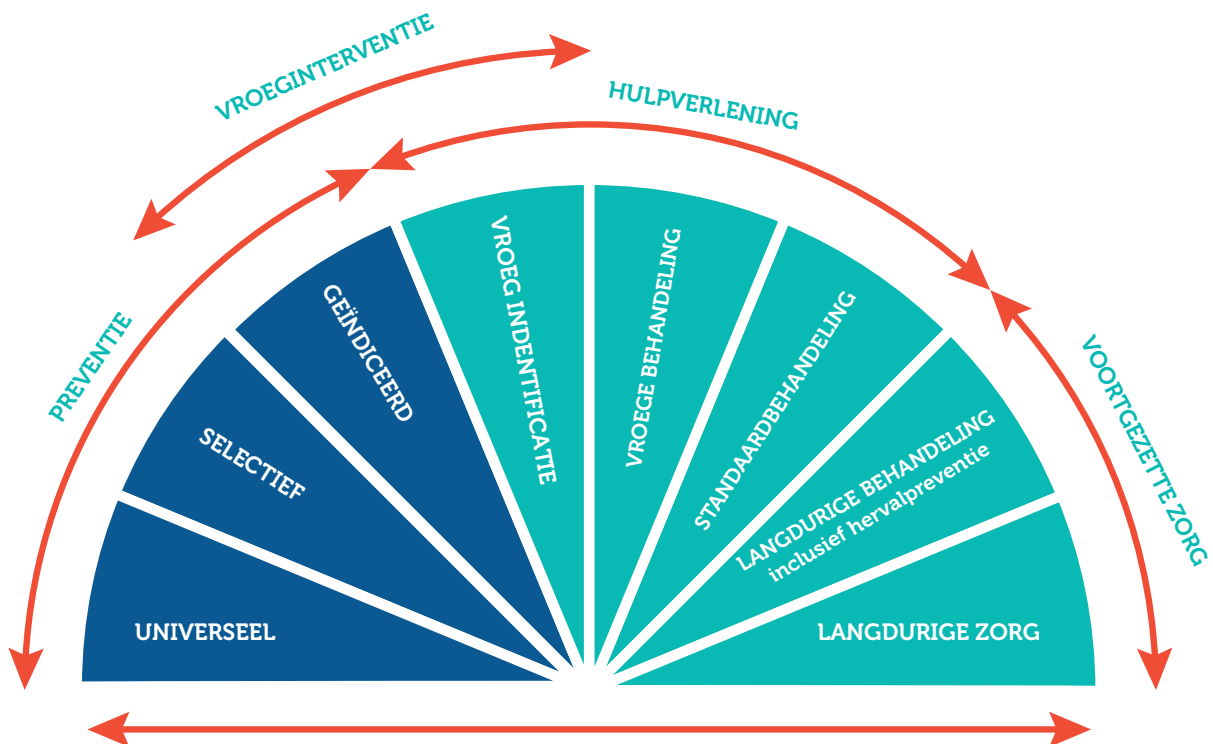 VROEGINTERVENTIE
HULPVERLENING
PREVENTIE
VOORTGEZETTE ZORG
UNIVERSEEL
SELECTIEF
GEÏNDICEERD
VROEG INDENTIFICATIE
VROEGE BEHANDELING
STANDAARDBEHANDELING
LANGDURIGE BEHANDELING
inclusief hervalpreventie
LANGDURIGE ZORG